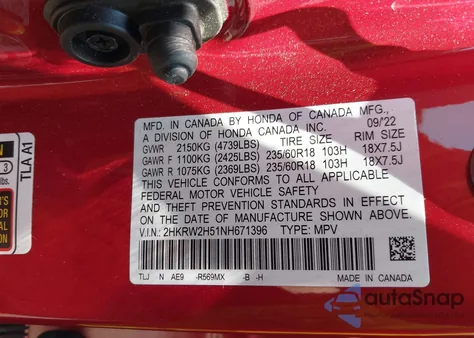 MFD. IN CANADA BY HONDA OF CANADA MFG.,
A DIVISION OF HONDA CANADA INC. 09/22
TIRE SIZE RIM SIZE
GVWR 2150KG (4739LBS)
GAWR F 1100KG (2425LBS) 235/60R18 103H 18X7.5J
GAWR R 1075KG (2369LBS) 235/60R18 103H 18X7.5J
THIS VEHICLE CONFORMS TO ALL APPLICABLE
FEDERAL MOTOR VEHICLE SAFETY
AND THEFT PREVENTION STANDARDS IN EFFECT
ON THE DATE OF MANUFACTURE SHOWN ABOVE.
V.I.N.: 2HKRW2H51NH671396 TYPE: MPV
TLJ N AE9 -R569MX -B -H
MADE IN CANADA
TLA A1
3
lbs.
autoSnap